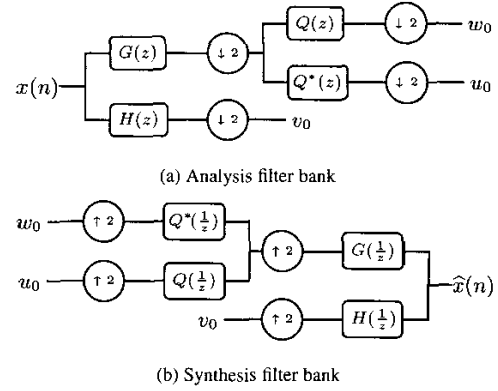 Q(z) ↓ 2 w₀
x(n) G(z) ↓ 2
Q*(z) ↓ 2 u₀
H(z) ↓ 2 v₀
(a) Analysis filter bank
w₀ ↑ 2 Q*(1/z)
↑ 2 G(1/z)
u₀ ↑ 2 Q(1/z) x̂(n)
v₀ ↑ 2 H(1/z)
(b) Synthesis filter bank